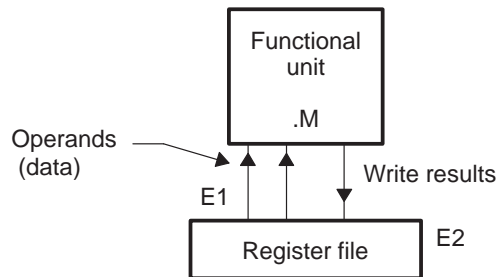 Functional
unit
.M
Operands
(data)
Write results
E1
E2
Register file